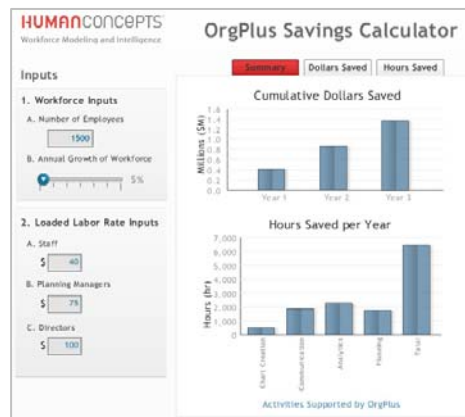 HUMANCONCEPTS
Workforce Modeling and Intelligence
OrgPlus Savings Calculator
Inputs
Summary
Dollars Saved
Hours Saved
1. Workforce Inputs
A. Number of Employees
1500
B. Annual Growth of Workforce
5%
2. Loaded Labor Rate Inputs
A. Staff
$ 40
B. Planning Managers
$ 75
C. Directors
$ 100
Cumulative Dollars Saved
Millions ($M)
1.6
1.4
1.2
1.0
0.8
0.6
0.4
0.2
0.0
Year 1
Year 2
Year 3
Hours Saved per Year
Hours (hr)
7,000
6,000
5,000
4,000
3,000
2,000
1,000
0
Chart Creation
Communication
Analytics
Planning
Total
Activities Supported by OrgPlus